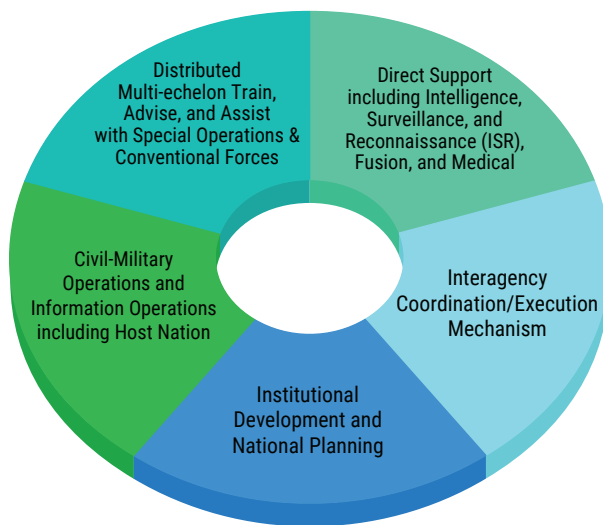 Distributed
Multi-echelon Train,
Advise, and Assist
with Special Operations &
Conventional Forces
Direct Support
including Intelligence,
Surveillance, and
Reconnaissance (ISR),
Fusion, and Medical
Civil-Military
Operations and
Information Operations
including Host Nation
Interagency
Coordination/Execution
Mechanism
Institutional
Development and
National Planning